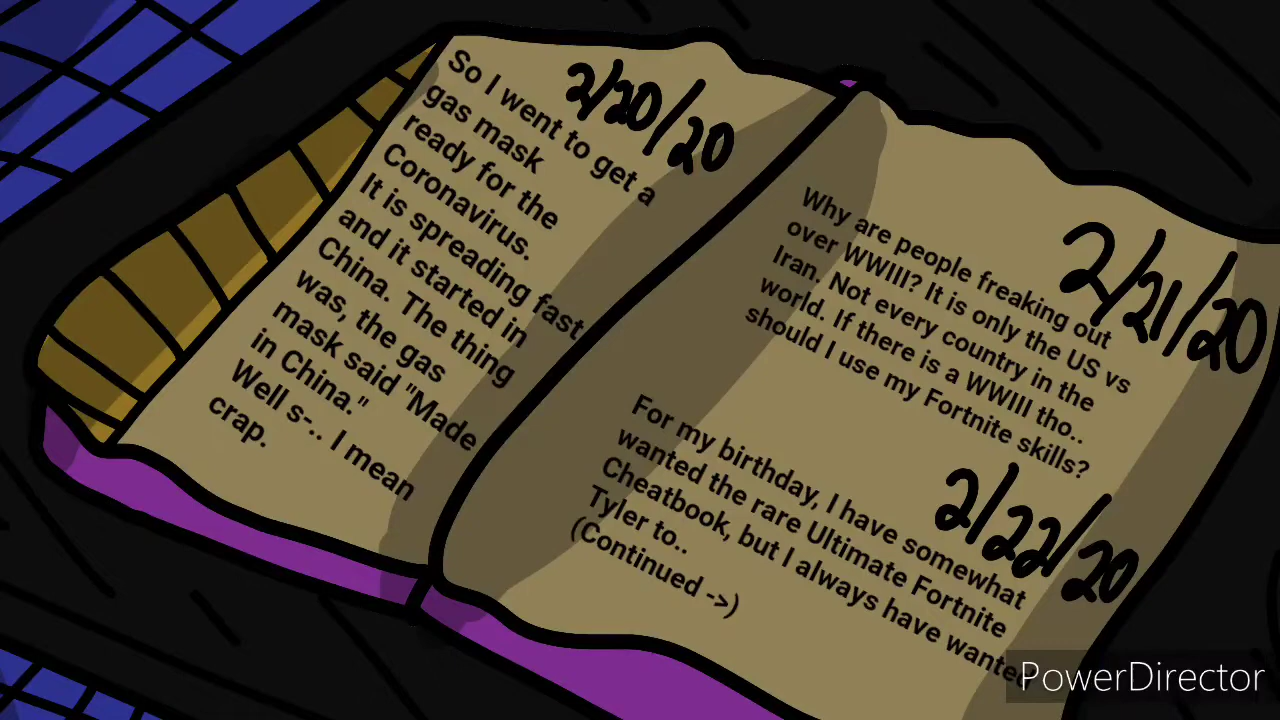 2/20/20
So I went to get a
gas mask
ready for the
Coronavirus.
It is spreading fast
and it started in
China. The thing
was, the gas
mask said "Made
in China."
Well s-.. I mean
crap.
2/21/20
Why are people freaking out
over WWIII? It is only the US vs
Iran. Not every country in the
world. If there is a WWIII tho..
should I use my Fortnite skills?
2/22/20
For my birthday, I have somewhat
wanted the rare Ultimate Fortnite
Cheatbook, but I always have wanted
Tyler to..
(Continued ->)
PowerDirector